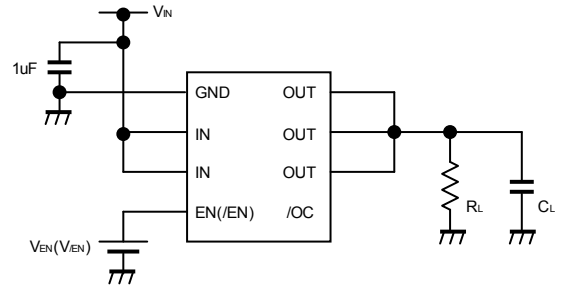 VIN
1uF
GND OUT
IN OUT
IN OUT
EN(/EN) /OC
VEN(V/EN)
RL
CL